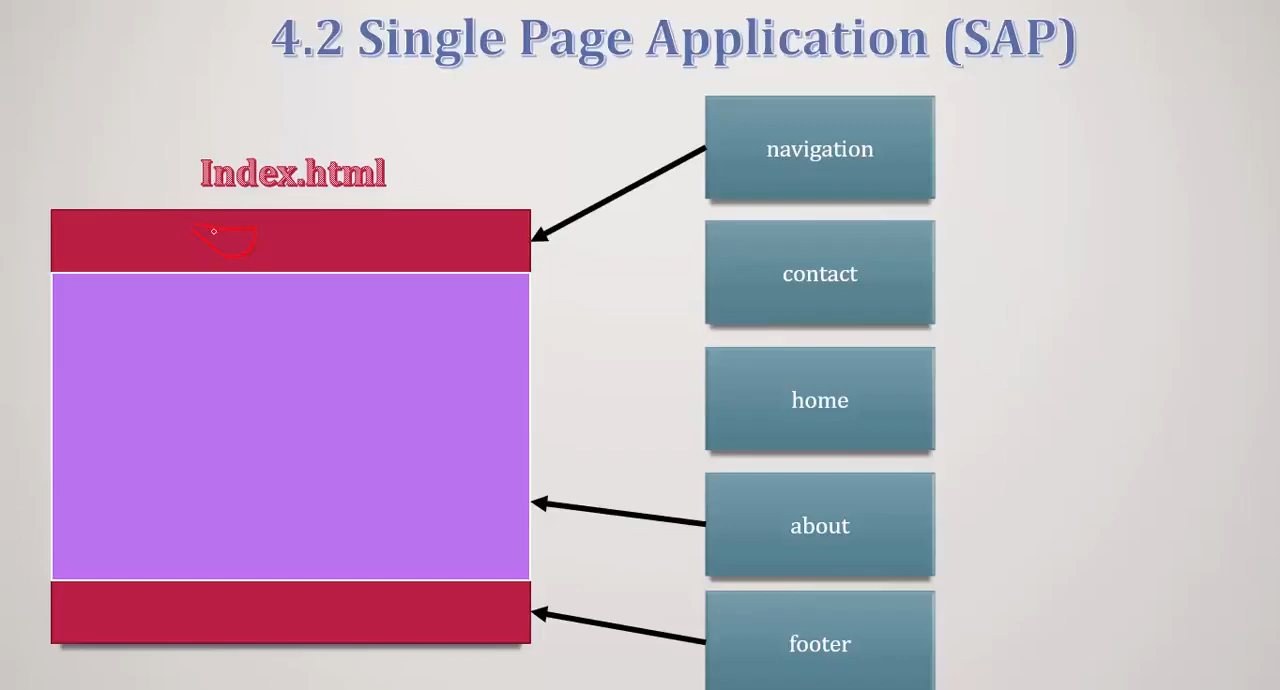 4.2 Single Page Application (SAP)
Index.html
navigation
contact
home
about
footer